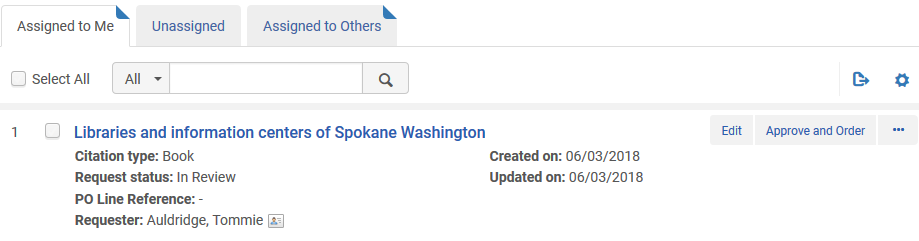 Assigned to Me Unassigned Assigned to Others
Select All All
1 Libraries and information centers of Spokane Washington Edit Approve and Order ...
Citation type: Book Created on: 06/03/2018
Request status: In Review Updated on: 06/03/2018
PO Line Reference: -
Requester: Auldridge, Tommie